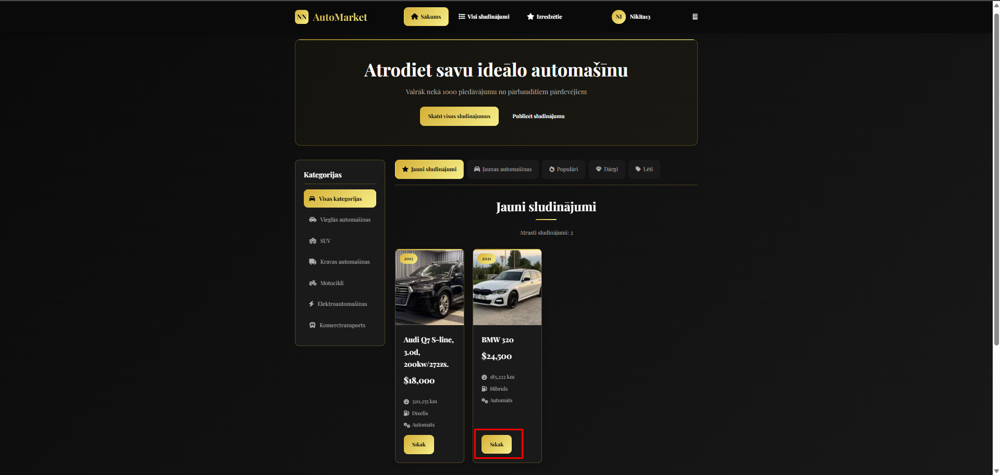 NN AutoMarket
Sākums
Visi sludinājumi
Izredzētie
NI Nikita13
Atrodiet savu ideālo automašīnu
Vairāk nekā 1000 piedāvājumu no pārbaudītiem pārdevējiem
Skatīt visus sludinājumus
Publicēt sludinājumu
Kategorijas
Visas kategorijas
Vieglās automašīnas
SUV
Kravas automašīnas
Motocikli
Elektroautomašīnas
Komerctransports
Jauni sludinājumi
Jaunas automašīnas
Populāri
Dārgi
Lēti
Jauni sludinājumi
Atrasti sludinājumi: 2
2015
Audi Q7 S-line,
3.0d,
200kw/272zs.
$18,000
320,255 km
Dīzelis
Automāts
Sīkāk
2021
BMW 320
$24,500
185,222 km
Hibrīds
Automāts
Sīkāk